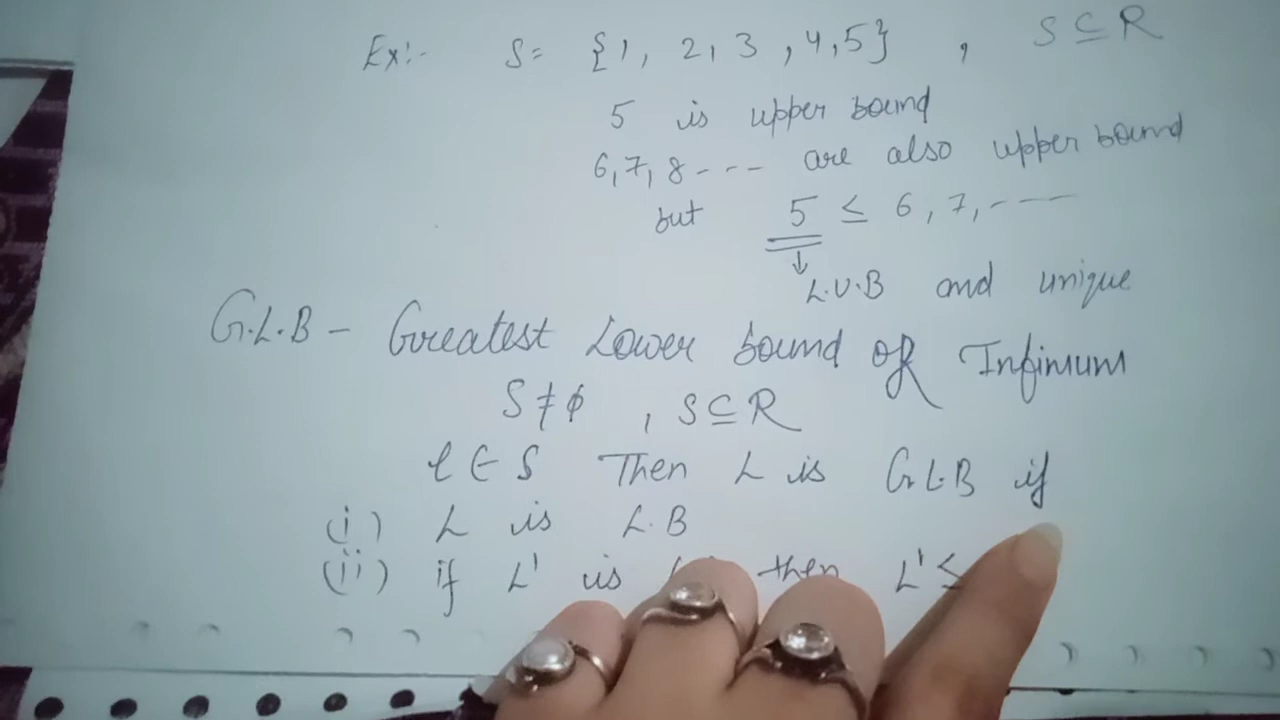 Ex:- S= {1, 2, 3, 4, 5} , S ⊆ R
5 is upper bound
6, 7, 8 --- are also upper bound
but 5 ≤ 6, 7, ----
↓
L.U.B and unique
G.L.B - Greatest Lower bound or Infimum
S ≠ ϕ , S ⊆ R
l ∈ S Then L is G.L.B if
(i) L is L.B
(ii) if L' is then L' ≤